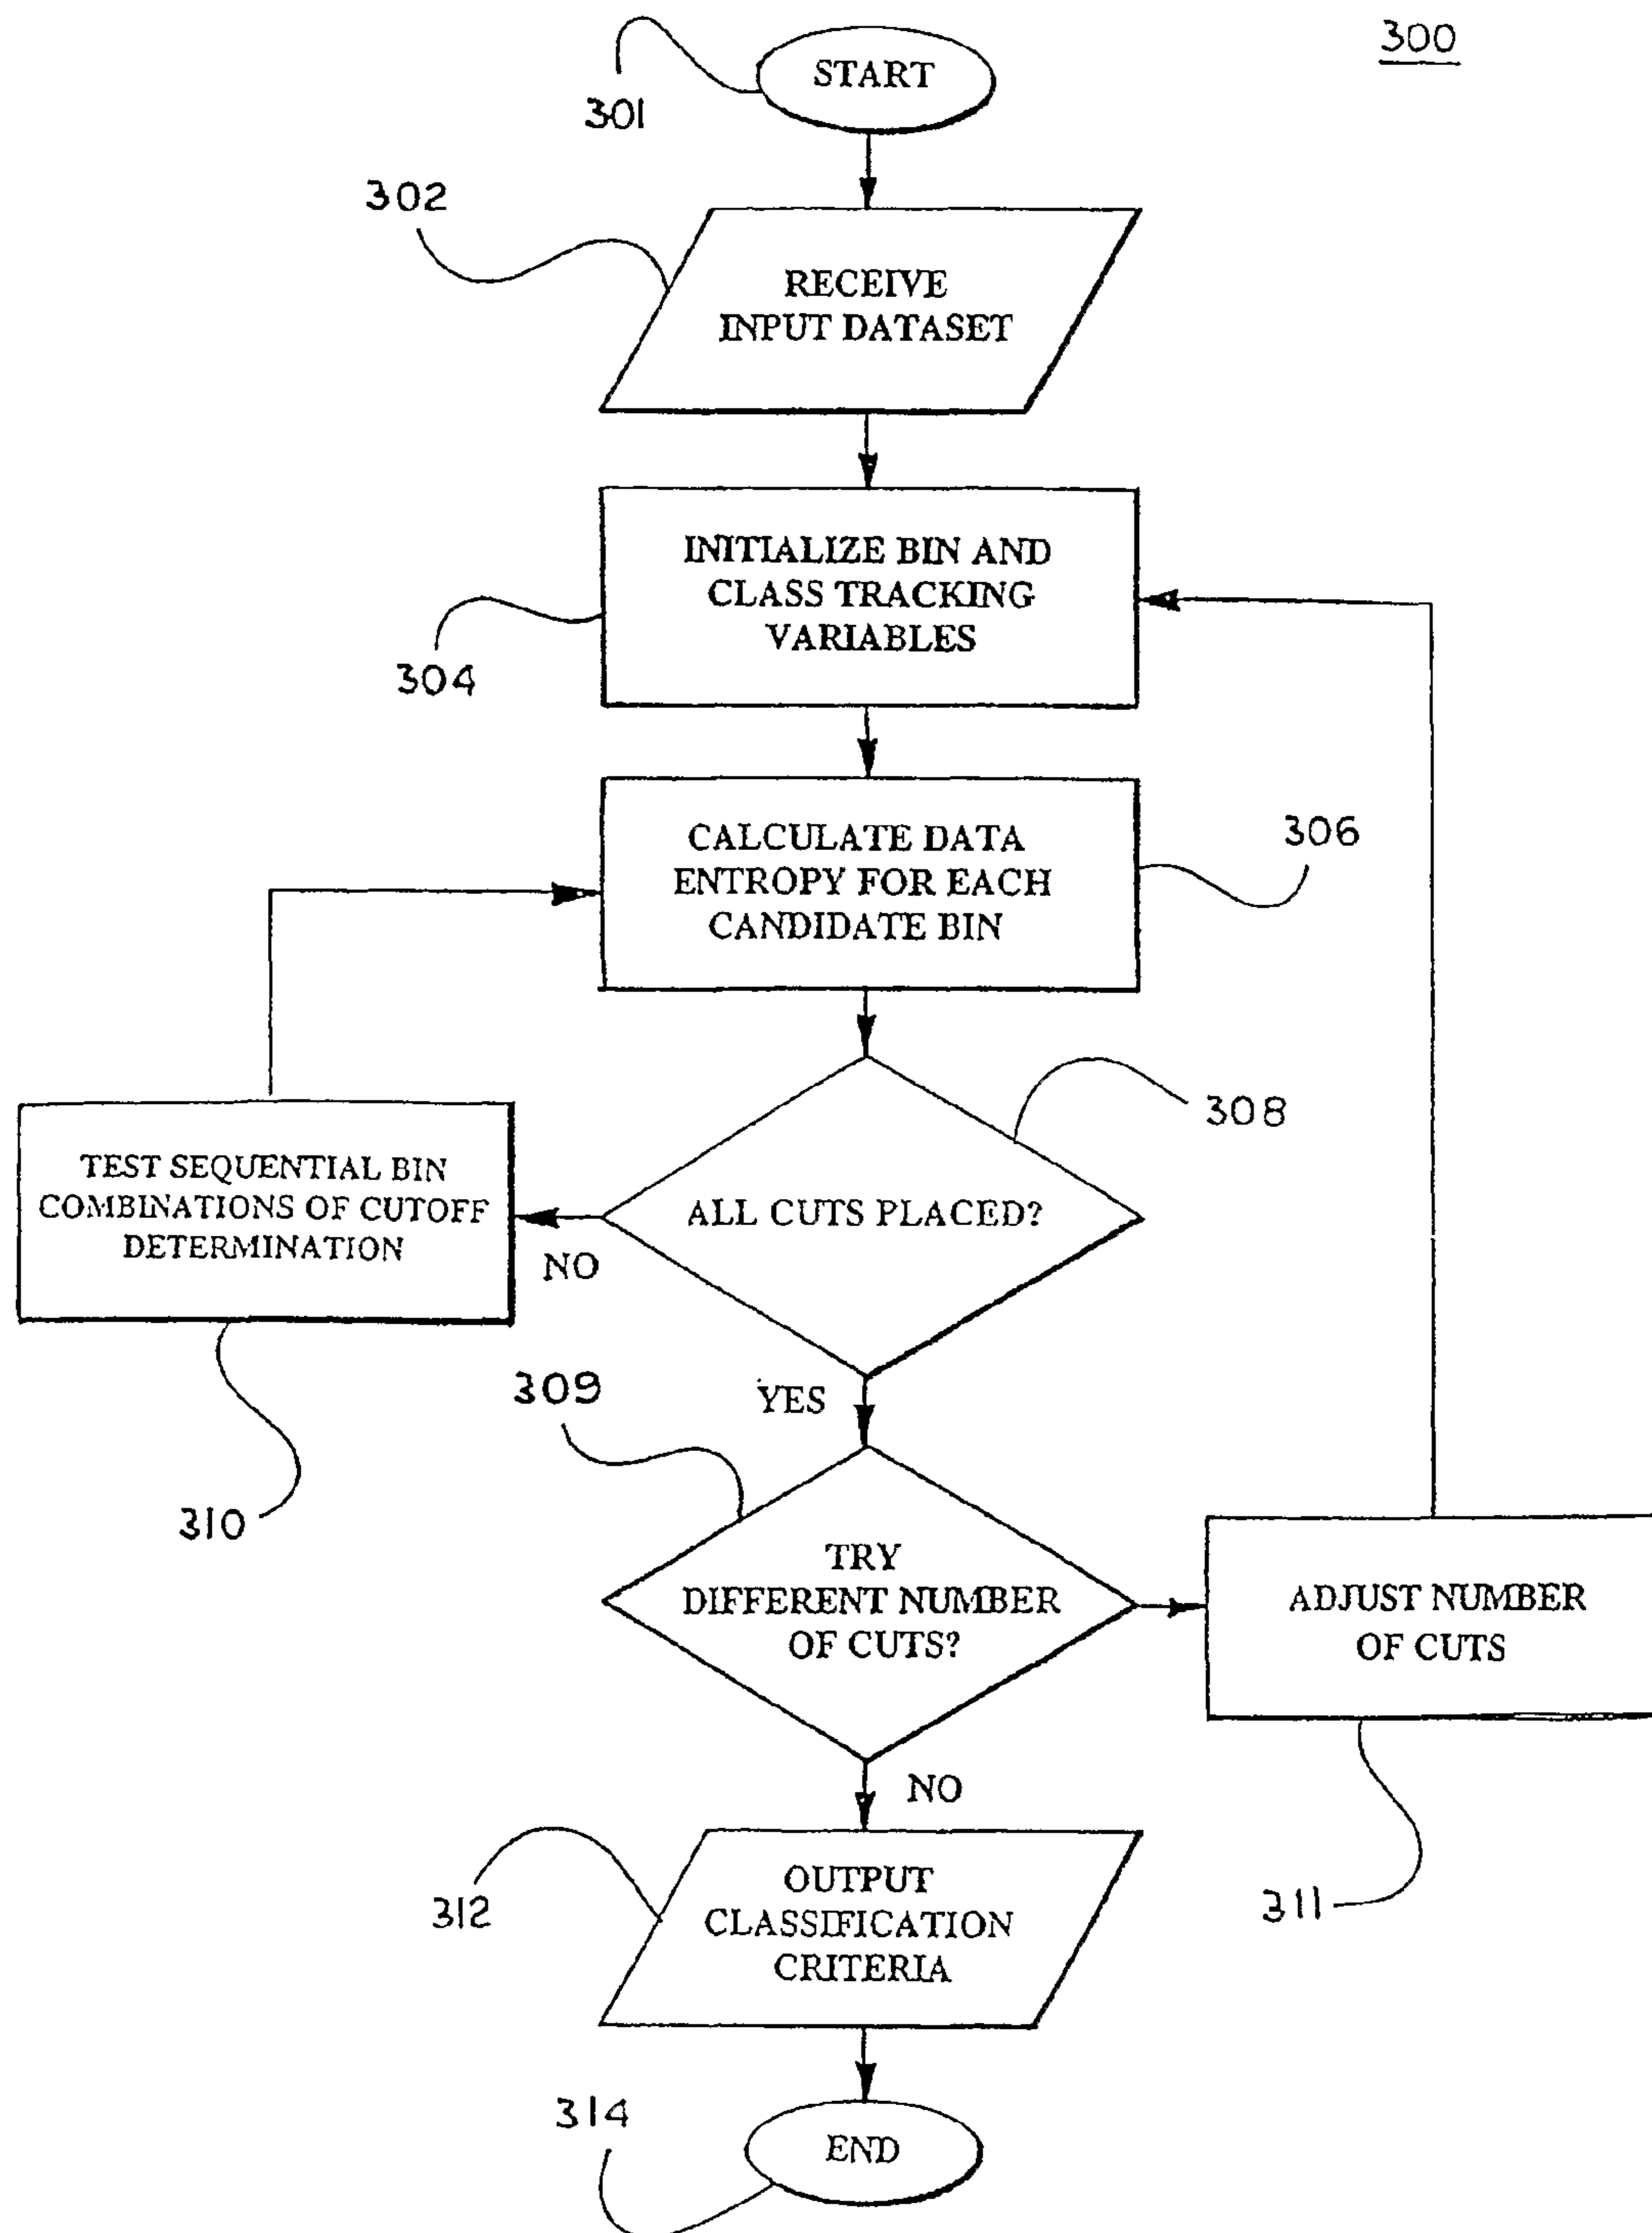 300
START
301
302
RECEIVE
INPUT DATASET
INITIALIZE BIN AND
CLASS TRACKING
VARIABLES
304
CALCULATE DATA
ENTROPY FOR EACH
CANDIDATE BIN
306
308
ALL CUTS PLACED?
TEST SEQUENTIAL BIN
COMBINATIONS OF CUTOFF
DETERMINATION
NO
310
YES
309
TRY
DIFFERENT NUMBER
OF CUTS?
ADJUST NUMBER
OF CUTS
311
NO
OUTPUT
CLASSIFICATION
CRITERIA
312
314
END